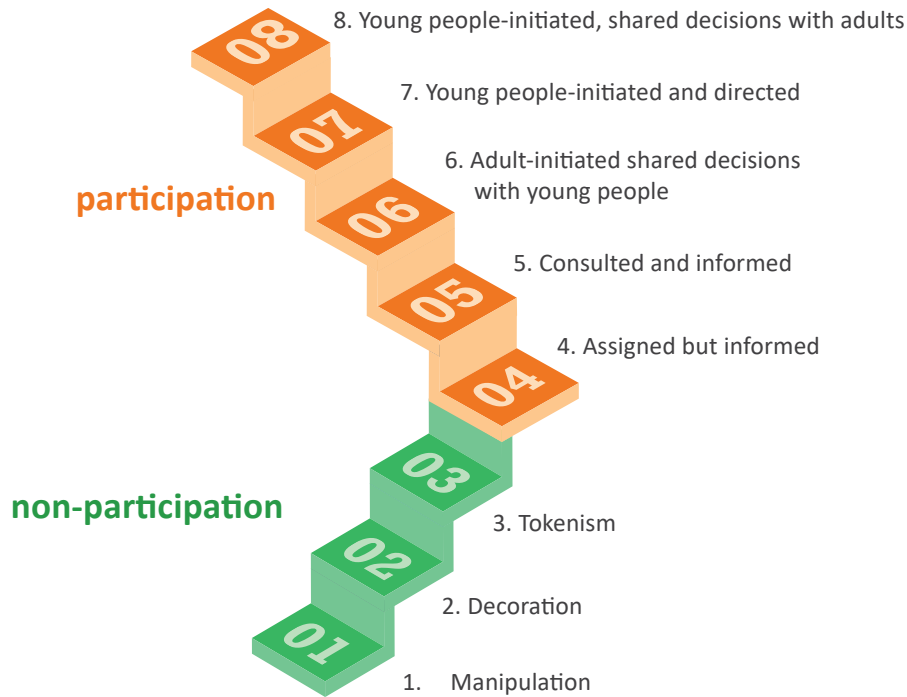 08
8. Young people-initiated, shared decisions with adults
07
7. Young people-initiated and directed
06
6. Adult-initiated shared decisions
with young people
participation
05
5. Consulted and informed
04
4. Assigned but informed
03
non-participation
3. Tokenism
02
2. Decoration
01
1. Manipulation